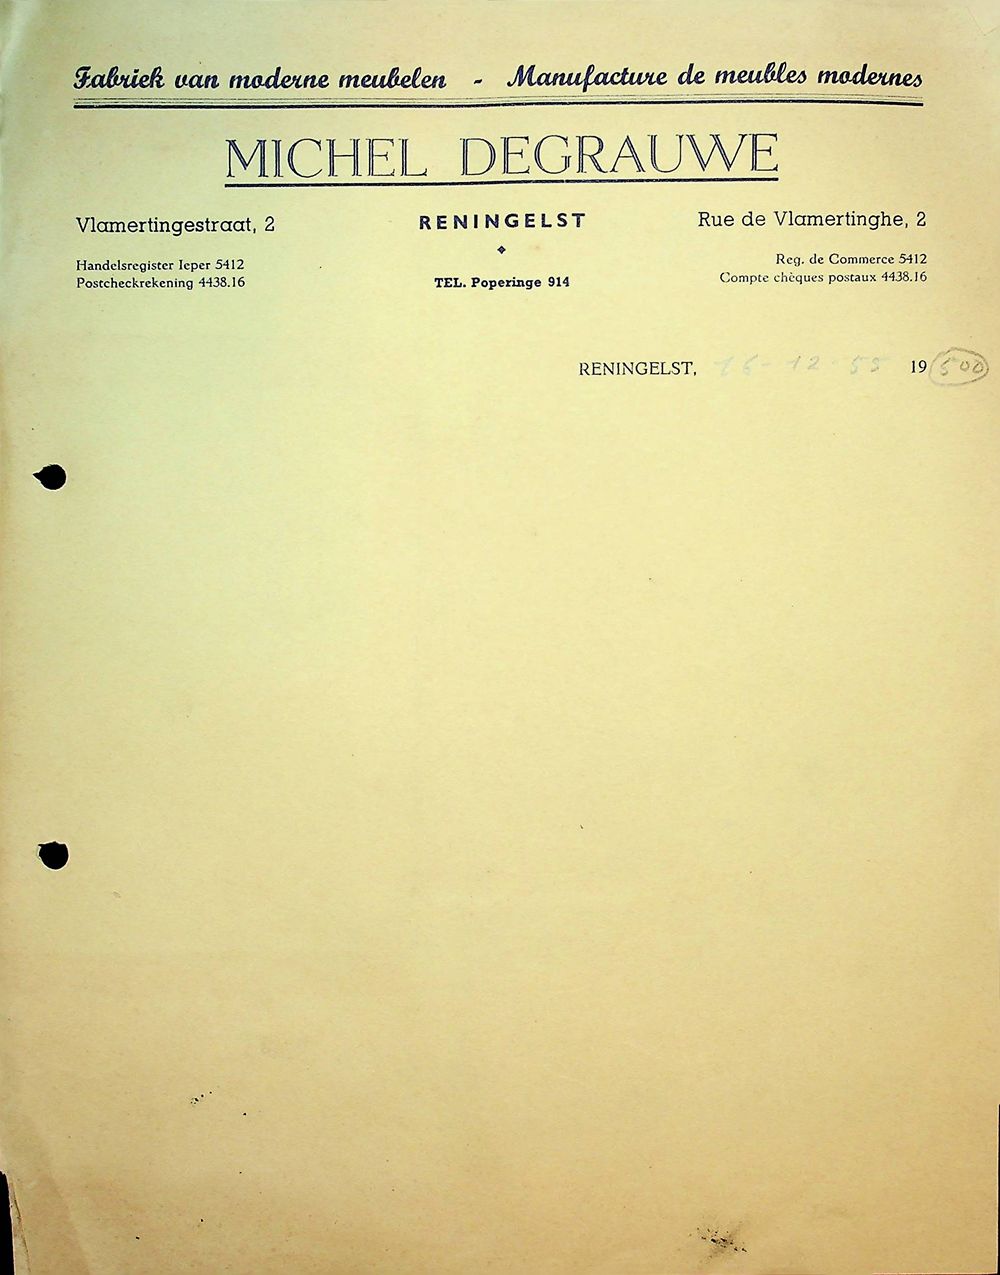 Fabriek van moderne meubelen - Manufacture de meubles modernes
MICHEL DEGRAUWE
Vlamertingestraat, 2 RENINGELST Rue de Vlamertinghe, 2
Handelsregister Ieper 5412 Reg. de Commerce 5412
Postcheckrekening 4438.16 TEL. Poperinge 914 Compte chèques postaux 4438.16
RENINGELST, 16-12-55 19 500